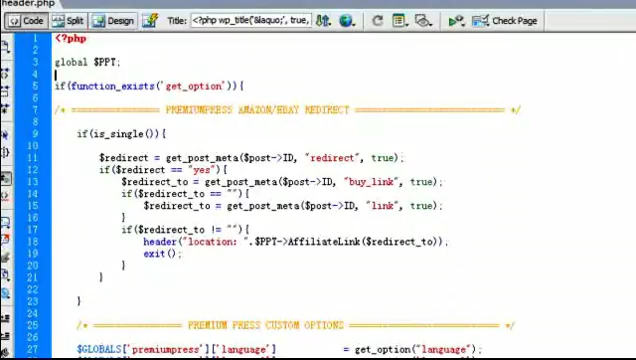 header.php
Code Split Design Title: <?php wp_title('&laquo;', true, Check Page
1 <?php
2
3 global $PPT;
4
5 if(function_exists('get_option')){
6
7 /* =============== PREMIUMPRESS AMAZON/EBAY REDIRECT ========================== */
8
9 if(is_single()){
10
11 $redirect = get_post_meta($post->ID, "redirect", true);
12 if($redirect == "yes"){
13 $redirect_to = get_post_meta($post->ID, "buy_link", true);
14 if($redirect_to == ""){
15 $redirect_to = get_post_meta($post->ID, "link", true);
16 }
17 if($redirect_to != ""){
18 header("location: ".$PPT->AffiliateLink($redirect_to));
19 exit();
20 }
21 }
22
23 }
24
25 /* =================== PREMIUM PRESS CUSTOM OPTIONS ========================== */
26
27 $GLOBALS['premiumpress']['language'] = get_option("language");